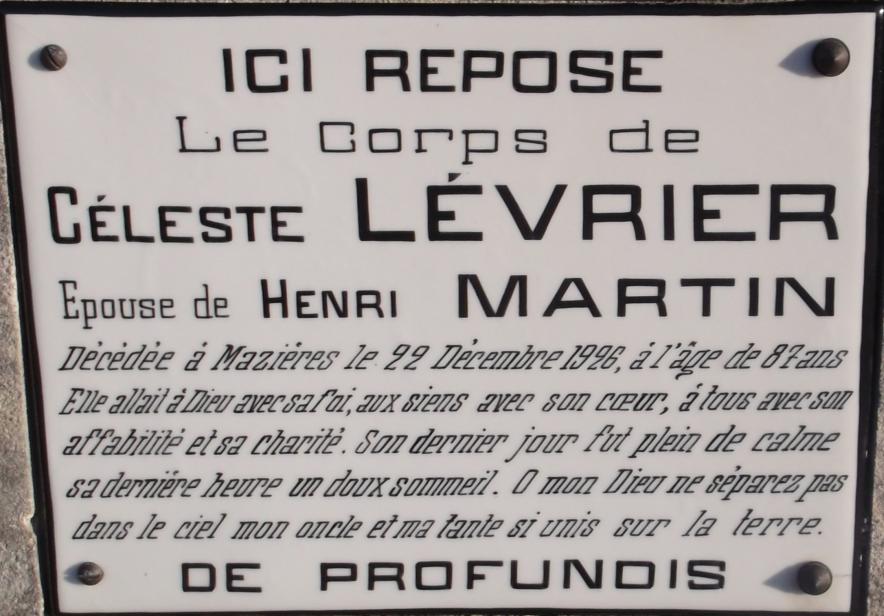 ICI REPOSE
Le Corps de
CÉLESTE LÉVRIER
Epouse de HENRI MARTIN
Décédée á Maziéres le 22 Décembre 1926, á l'âge de 87 ans
Elle allait á Dieu avec sa foi, aux siens avec son cœur, á tous avec son
affabilité et sa charité. Son dernier jour fut plein de calme
sa derniére heure un doux sommeil. O mon Dieu ne séparez pas
dans le ciel mon oncle et ma tante si unis sur la terre.
DE PROFUNDIS